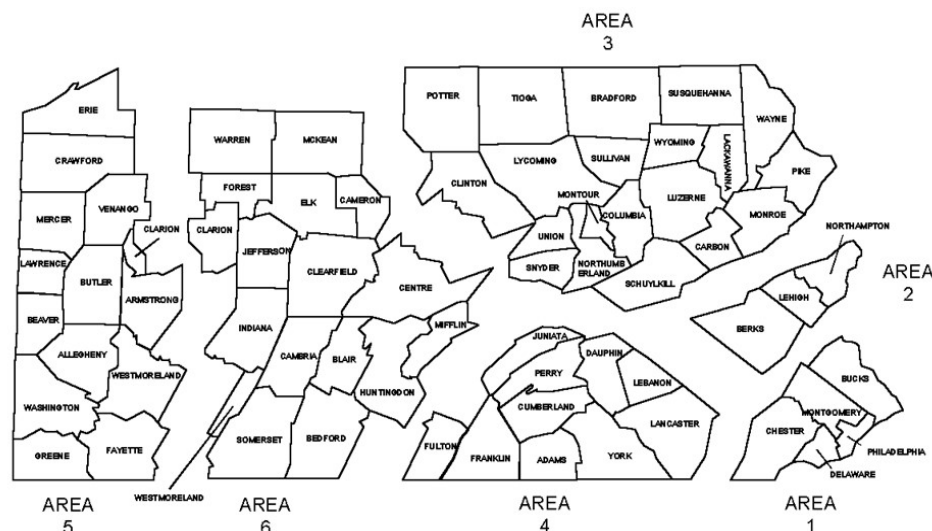 AREA
3
ERIE
CRAWFORD
MERCER
VENANGO
CLARION
LAWRENCE
BUTLER
ARMSTRONG
BEAVER
ALLEGHENY
WESTMORELAND
WASHINGTON
GREENE
FAYETTE
AREA
5
WARREN
MCKEAN
FOREST
ELK
CAMERON
CLARION
JEFFERSON
CLEARFIELD
CENTRE
INDIANA
MIFFLIN
CAMBRIA
BLAIR
HUNTINGDON
SOMERSET
BEDFORD
WESTMORELAND
AREA
6
POTTER
TIOGA
BRADFORD
SUSQUEHANNA
WAYNE
WYOMING
LACKAWANNA
LYCOMING
SULLIVAN
PIKE
CLINTON
MONTOUR
COLUMBIA
LUZERNE
MONROE
UNION
CARBON
SNYDER
NORTHUMB
ERLAND
SCHUYLKILL
NORTHAMPTON
LEHIGH
BERKS
AREA
2
JUNIATA
DAUPHIN
PERRY
LEBANON
CUMBERLAND
LANCASTER
FULTON
FRANKLIN
ADAMS
YORK
AREA
4
BUCKS
MONTGOMERY
CHESTER
PHILADELPHIA
DELAWARE
AREA
1